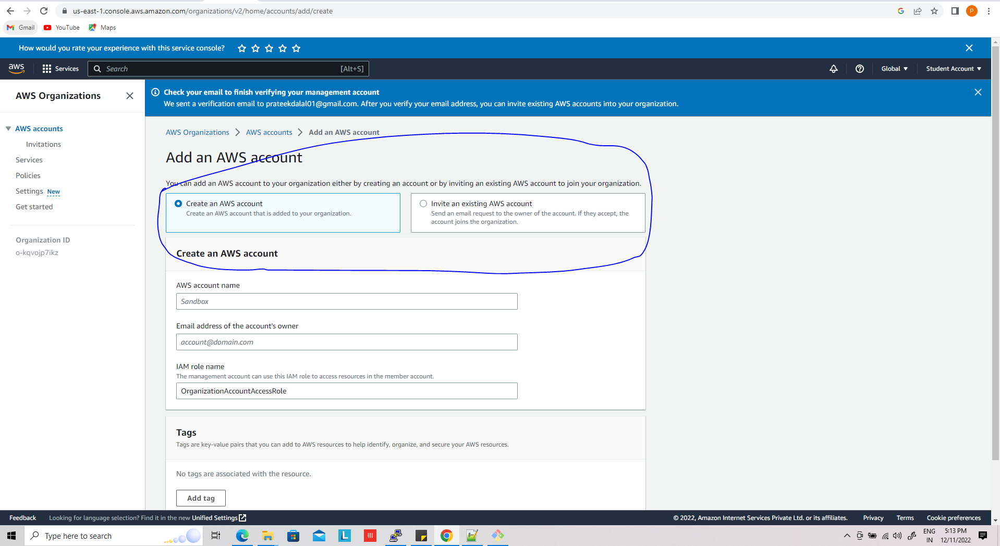 us-east-1.console.aws.amazon.com/organizations/v2/home/accounts/add/create
P
Gmail
YouTube
Maps
How would you rate your experience with this service console?
aws
Services
Search
[Alt+S]
Global
Student Account
AWS Organizations
Check your email to finish verifying your management account
We sent a verification email to prateekdalal01@gmail.com. After you verify your email address, you can invite existing AWS accounts into your organization.
AWS accounts
Invitations
Services
Policies
Settings New
Get started
Organization ID
o-kqvojp7ikz
AWS Organizations > AWS accounts > Add an AWS account
Add an AWS account
You can add an AWS account to your organization either by creating an account or by inviting an existing AWS account to join your organization.
Create an AWS account
Create an AWS account that is added to your organization.
Invite an existing AWS account
Send an email request to the owner of the account. If they accept, the
account joins the organization.
Create an AWS account
AWS account name
Sandbox
Email address of the account's owner
account@domain.com
IAM role name
The management account can use this IAM role to access resources in the member account.
OrganizationAccountAccessRole
Tags
Tags are key-value pairs that you can add to AWS resources to help identify, organize, and secure your AWS resources.
No tags are associated with the resource.
Add tag
Feedback
Looking for language selection? Find it in the new Unified Settings
© 2022, Amazon Internet Services Private Ltd. or its affiliates.
Privacy
Terms
Cookie preferences
Type here to search
L
ENG
IN
5:13 PM
12/11/2022